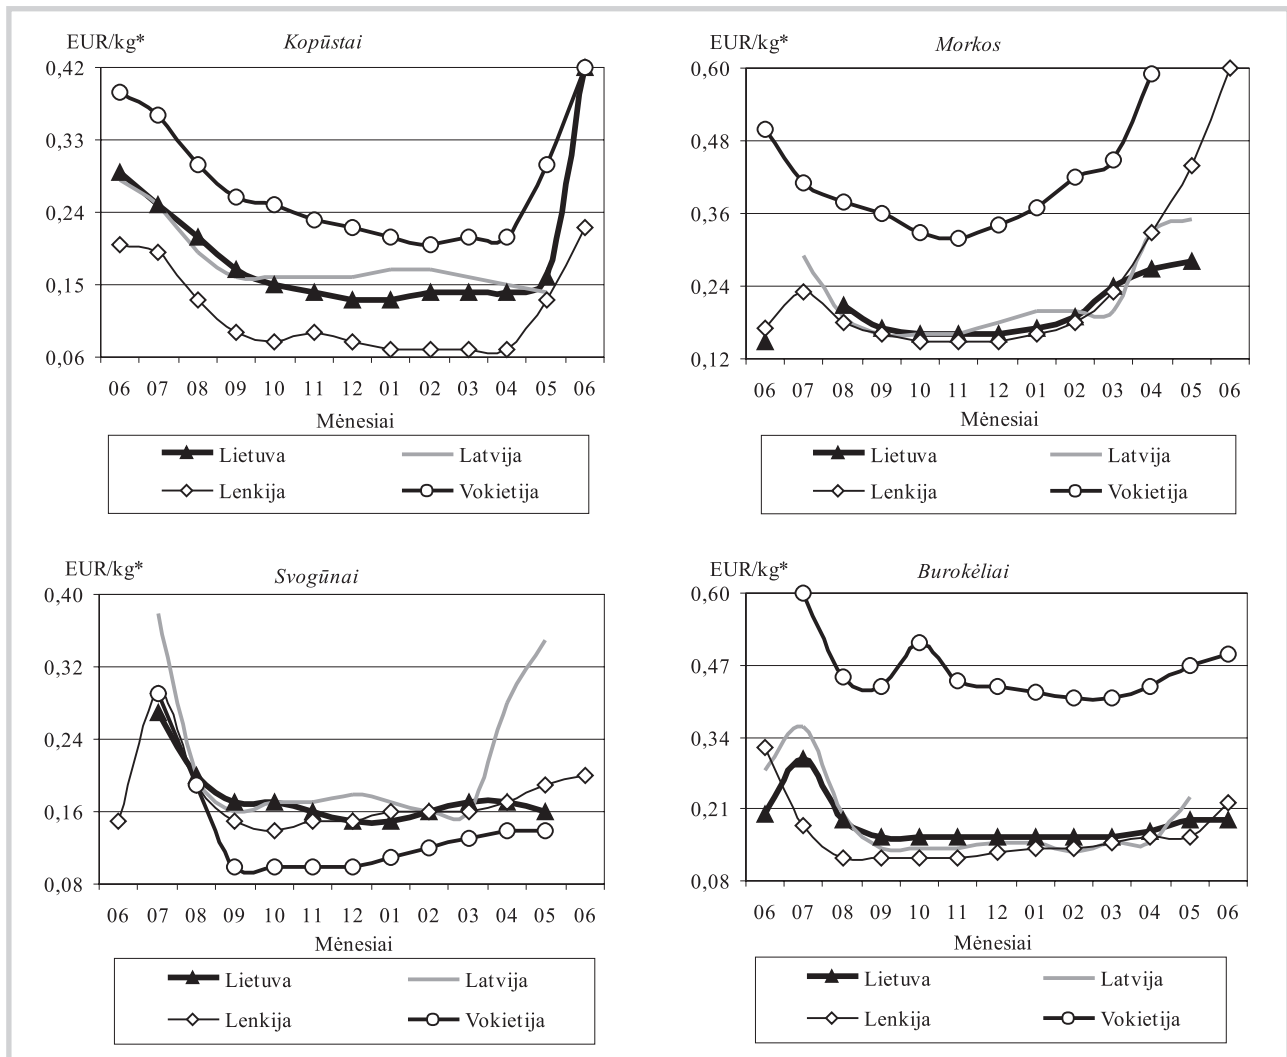 EUR/kg*
Kopūstai
0,42
0,33
0,24
0,15
0,06
06 07 08 09 10 11 12 01 02 03 04 05 06
Mėnesiai
Lietuva Latvija
Lenkija Vokietija
EUR/kg*
Morkos
0,60
0,48
0,36
0,24
0,12
06 07 08 09 10 11 12 01 02 03 04 05 06
Mėnesiai
Lietuva Latvija
Lenkija Vokietija
EUR/kg*
Svogūnai
0,40
0,32
0,24
0,16
0,08
06 07 08 09 10 11 12 01 02 03 04 05 06
Mėnesiai
Lietuva Latvija
Lenkija Vokietija
EUR/kg*
Burokėliai
0,60
0,47
0,34
0,21
0,08
06 07 08 09 10 11 12 01 02 03 04 05 06
Mėnesiai
Lietuva Latvija
Lenkija Vokietija